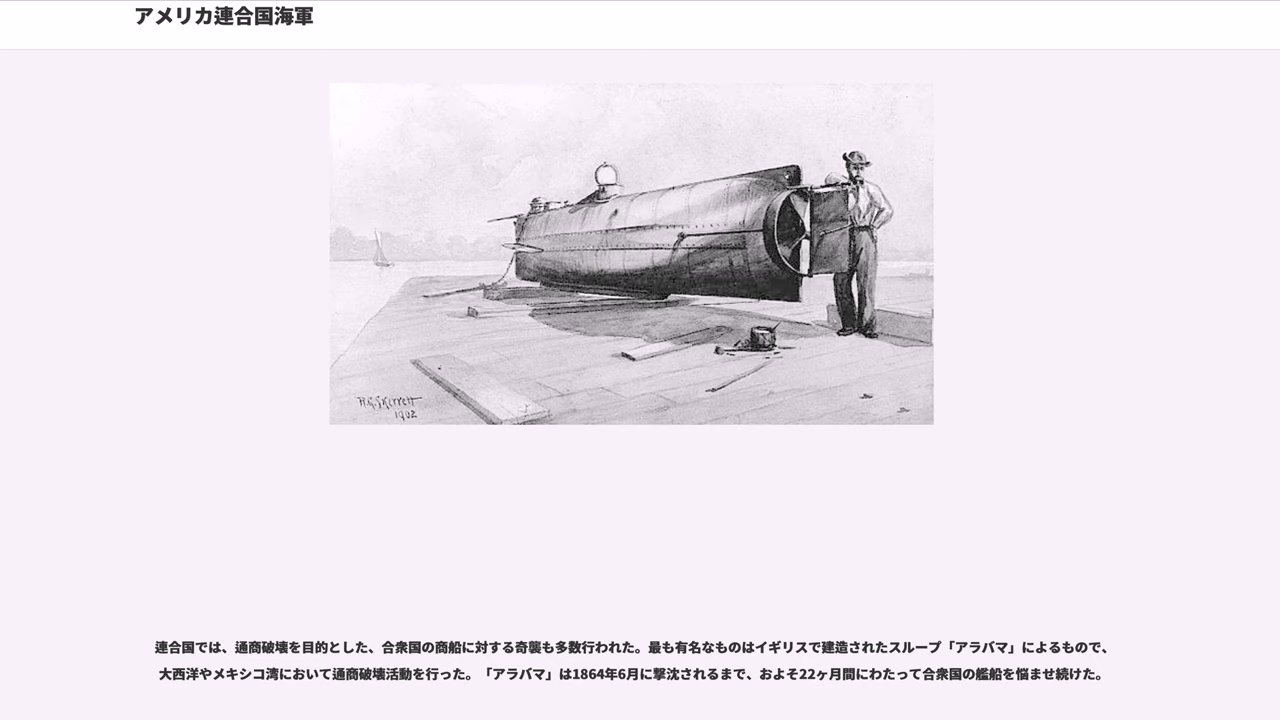 アメリカ連合国海軍
R.G.Skerrett
1902
連合国では、通商破壊を目的とした、合衆国の商船に対する奇襲も多数行われた。最も有名なものはイギリスで建造されたスループ「アラバマ」によるもので、
大西洋やメキシコ湾において通商破壊活動を行った。「アラバマ」は1864年6月に撃沈されるまで、およそ22ヶ月間にわたって合衆国の艦船を悩ませ続けた。